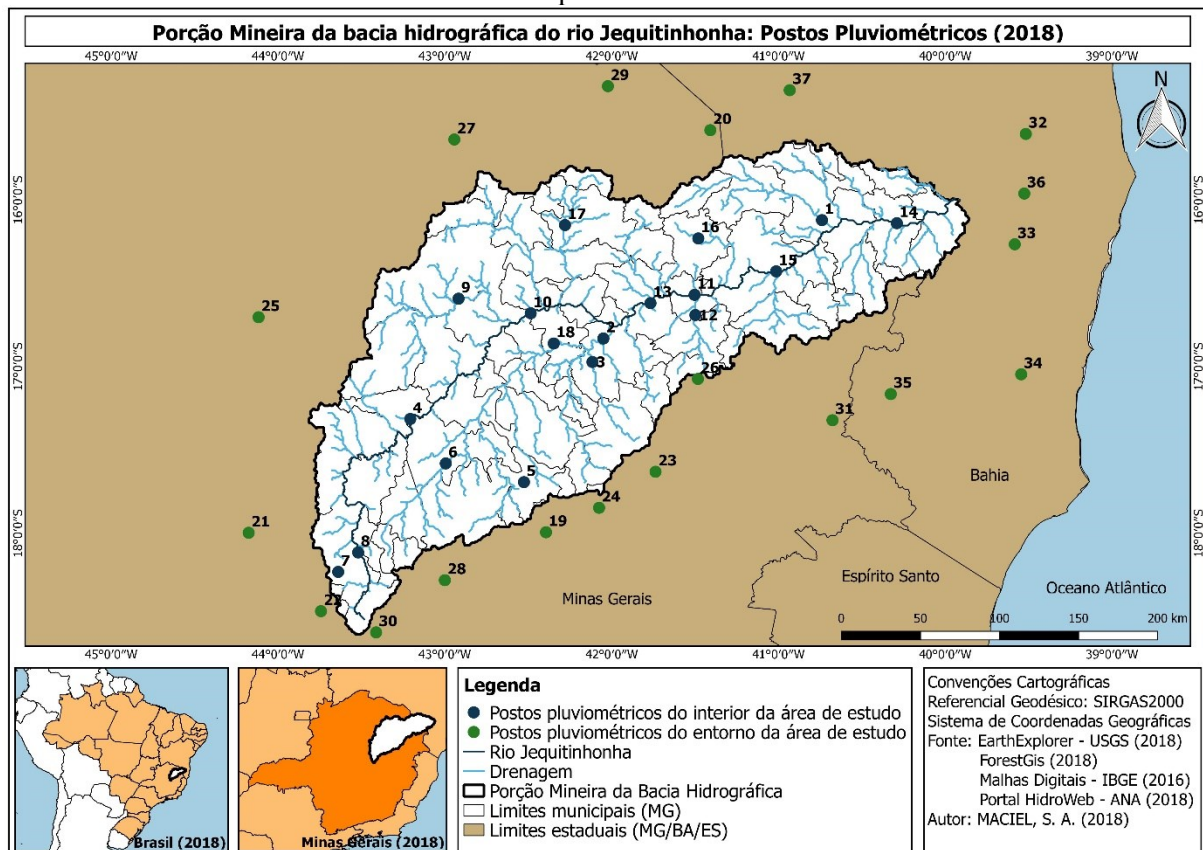 Porção Mineira da bacia hidrográfica do rio Jequitinhonha: Postos Pluviométricos (2018)
45°0'0"W 44°0'0"W 43°0'0"W 42°0'0"W 41°0'0"W 40°0'0"W 39°0'0"W
29
37
N
20
32
27
36
16°0'0"S 16°0'0"S
17
1
14
16
33
15
9
11
13
10
25
12
18
2
3
26
34
17°0'0"S 17°0'0"S
35
4
31
6
23
5
Bahia
24
21
19
18°0'0"S 18°0'0"S
8
7
28
Espírito Santo
Oceano Atlântico
Minas Gerais
22
30
0 50 100 150 200 km
45°0'0"W 44°0'0"W 43°0'0"W 42°0'0"W 41°0'0"W 40°0'0"W 39°0'0"W
Brasil (2018)
Minas Gerais (2018)
Legenda
Postos pluviométricos do interior da área de estudo
Postos pluviométricos do entorno da área de estudo
Rio Jequitinhonha
Drenagem
Porção Mineira da Bacia Hidrográfica
Limites municipais (MG)
Limites estaduais (MG/BA/ES)
Convenções Cartográficas
Referencial Geodésico: SIRGAS2000
Sistema de Coordenadas Geográficas
Fonte: EarthExplorer - USGS (2018)
ForestGis (2018)
Malhas Digitais - IBGE (2016)
Portal HidroWeb - ANA (2018)
Autor: MACIEL, S. A. (2018)